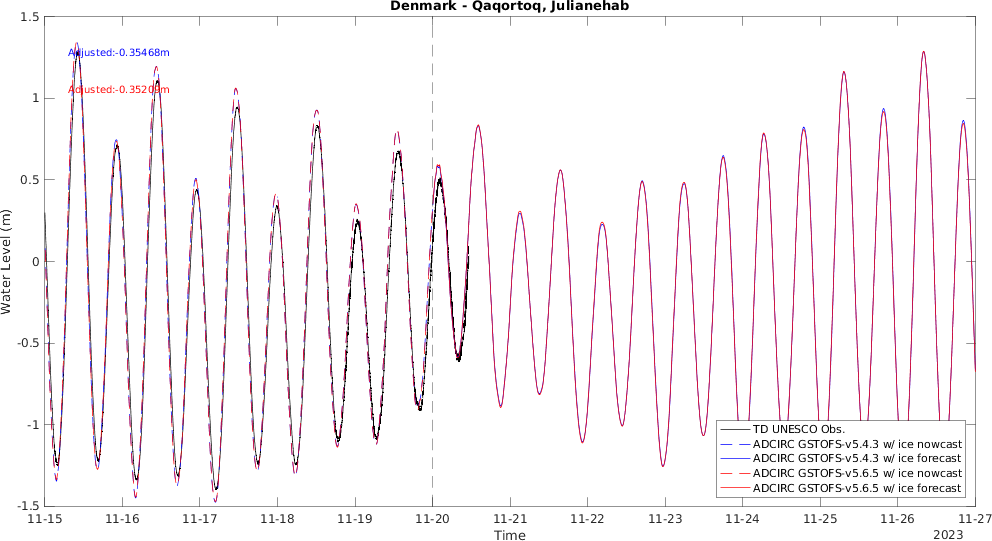 Denmark - Qaqortoq, Julianehab
1.5
1
0.5
0
-0.5
-1
-1.5
Water Level (m)
Adjusted:-0.35468m
Adjusted:-0.35209m
TD UNESCO Obs.
ADCIRC GSTOFS-v5.4.3 w/ ice nowcast
ADCIRC GSTOFS-v5.4.3 w/ ice forecast
ADCIRC GSTOFS-v5.6.5 w/ ice nowcast
ADCIRC GSTOFS-v5.6.5 w/ ice forecast
11-15 11-16 11-17 11-18 11-19 11-20 11-21 11-22 11-23 11-24 11-25 11-26 11-27
Time
2023